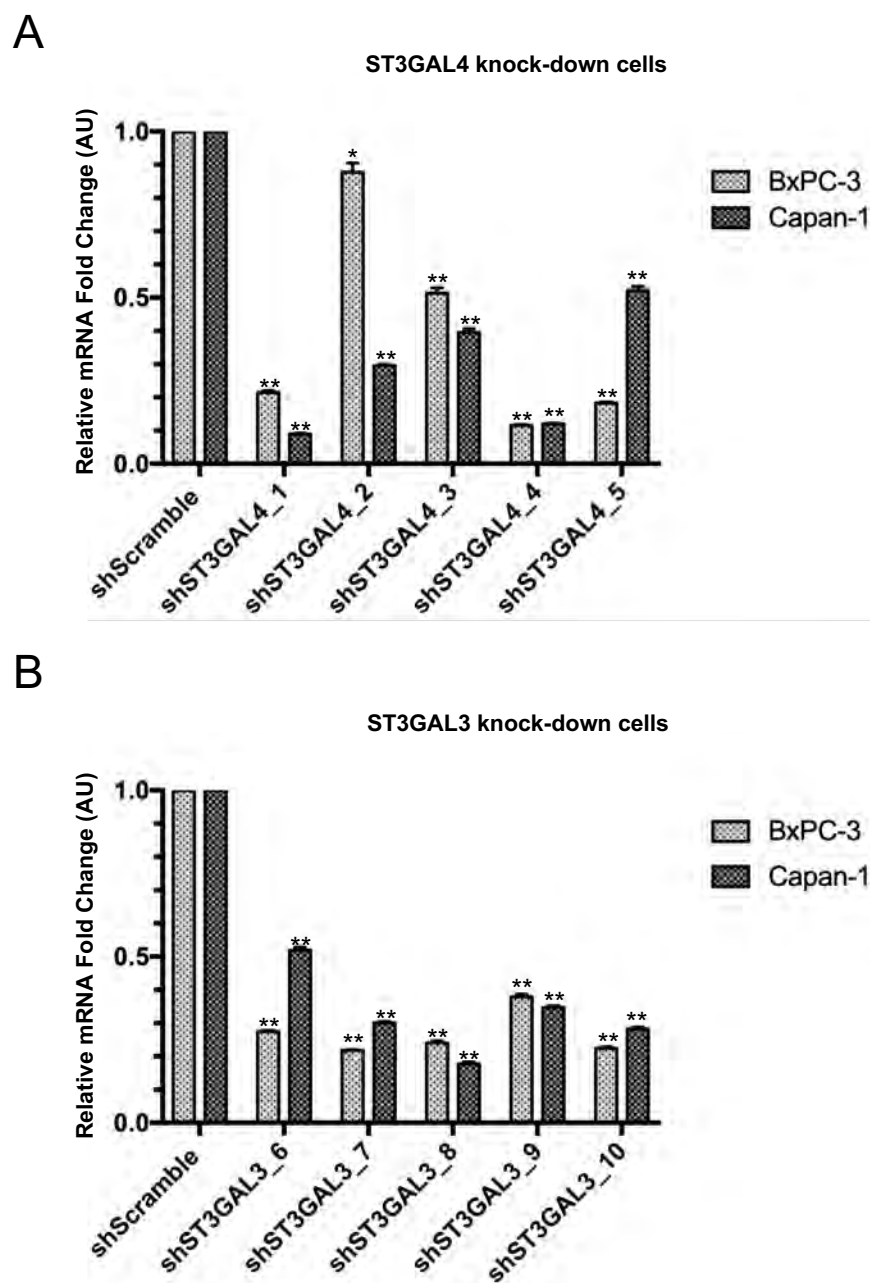 A
ST3GAL4 knock-down cells
Relative mRNA Fold Change (AU)
1.0
0.5
0.0
*
**
**
**
**
**
**
**
**
**
BxPC-3
Capan-1
shScramble
shST3GAL4_1
shST3GAL4_2
shST3GAL4_3
shST3GAL4_4
shST3GAL4_5
B
ST3GAL3 knock-down cells
Relative mRNA Fold Change (AU)
1.0
0.5
0.0
**
**
**
**
**
**
**
**
**
**
BxPC-3
Capan-1
shScramble
shST3GAL3_6
shST3GAL3_7
shST3GAL3_8
shST3GAL3_9
shST3GAL3_10